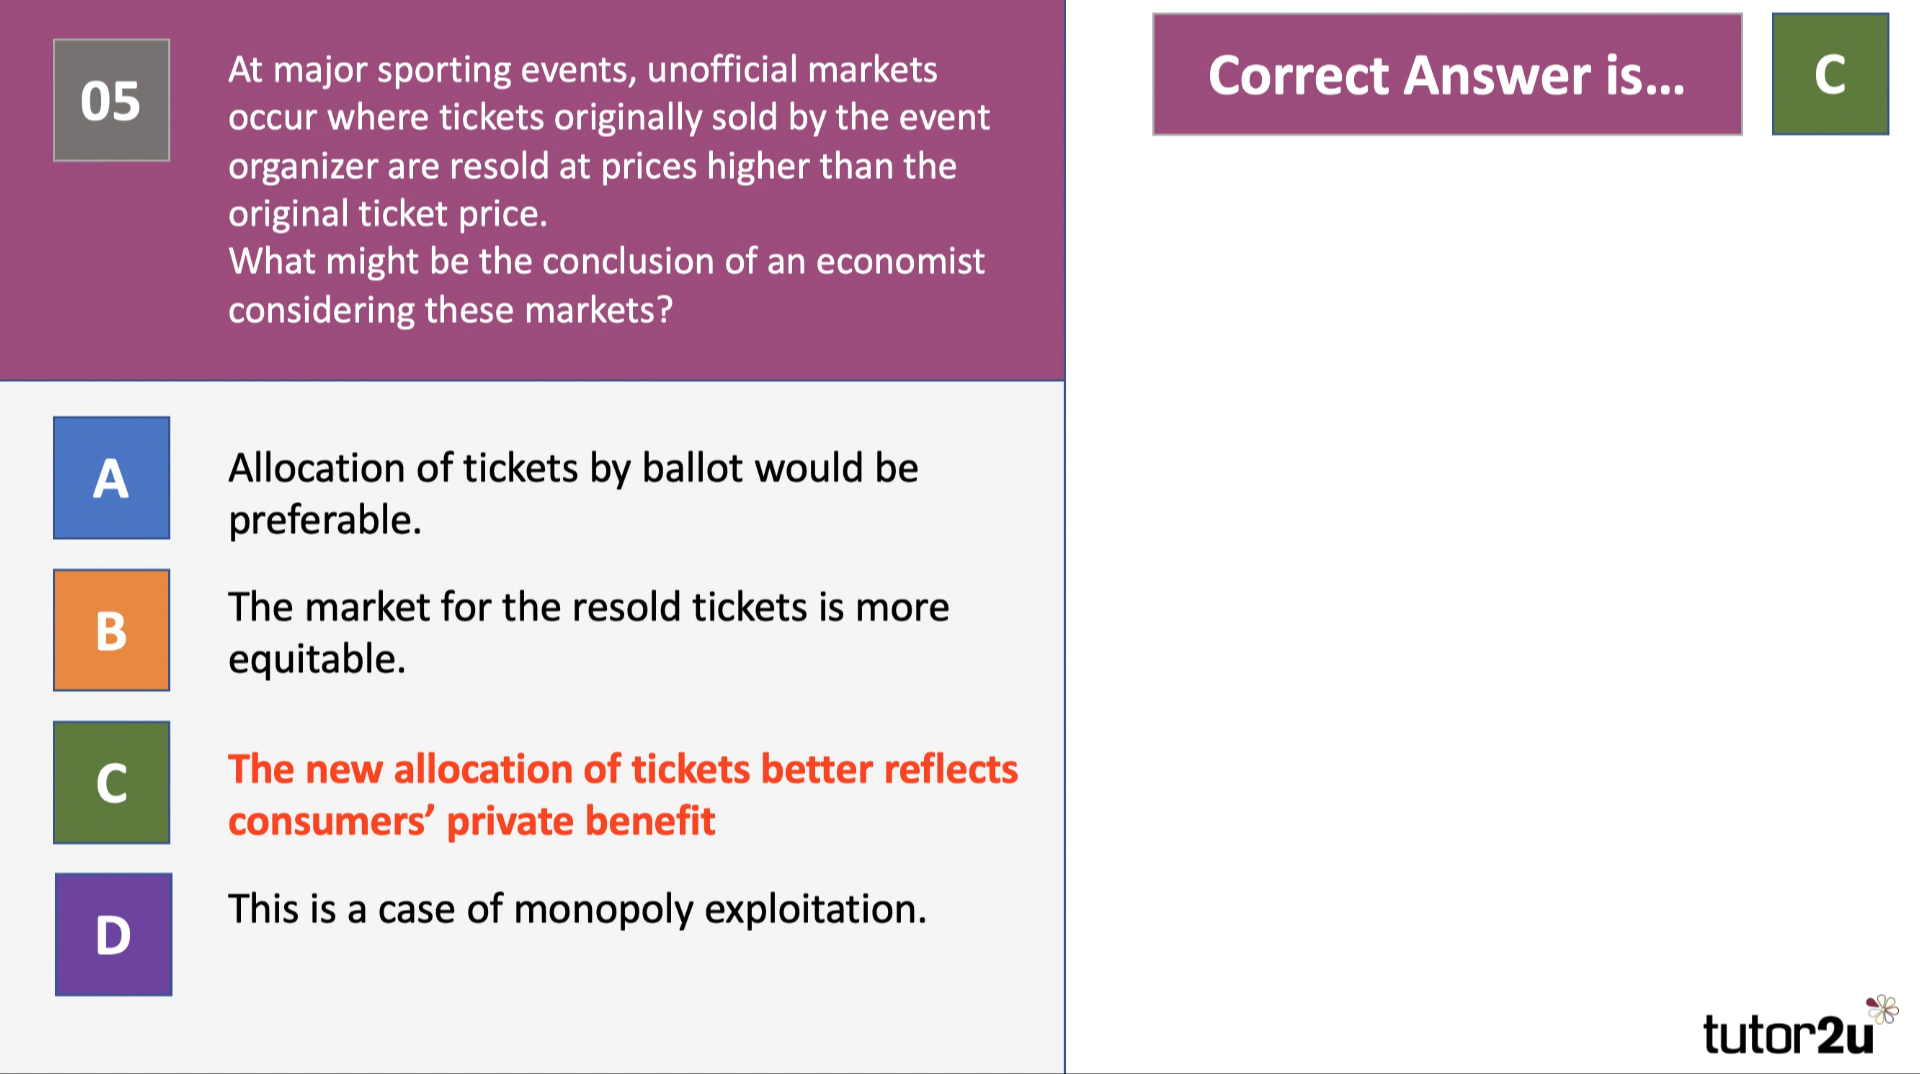 05
At major sporting events, unofficial markets
occur where tickets originally sold by the event
organizer are resold at prices higher than the
original ticket price.
What might be the conclusion of an economist
considering these markets?
A
Allocation of tickets by ballot would be
preferable.
B
The market for the resold tickets is more
equitable.
C
The new allocation of tickets better reflects
consumers’ private benefit
D
This is a case of monopoly exploitation.
Correct Answer is...
C
tutor2u